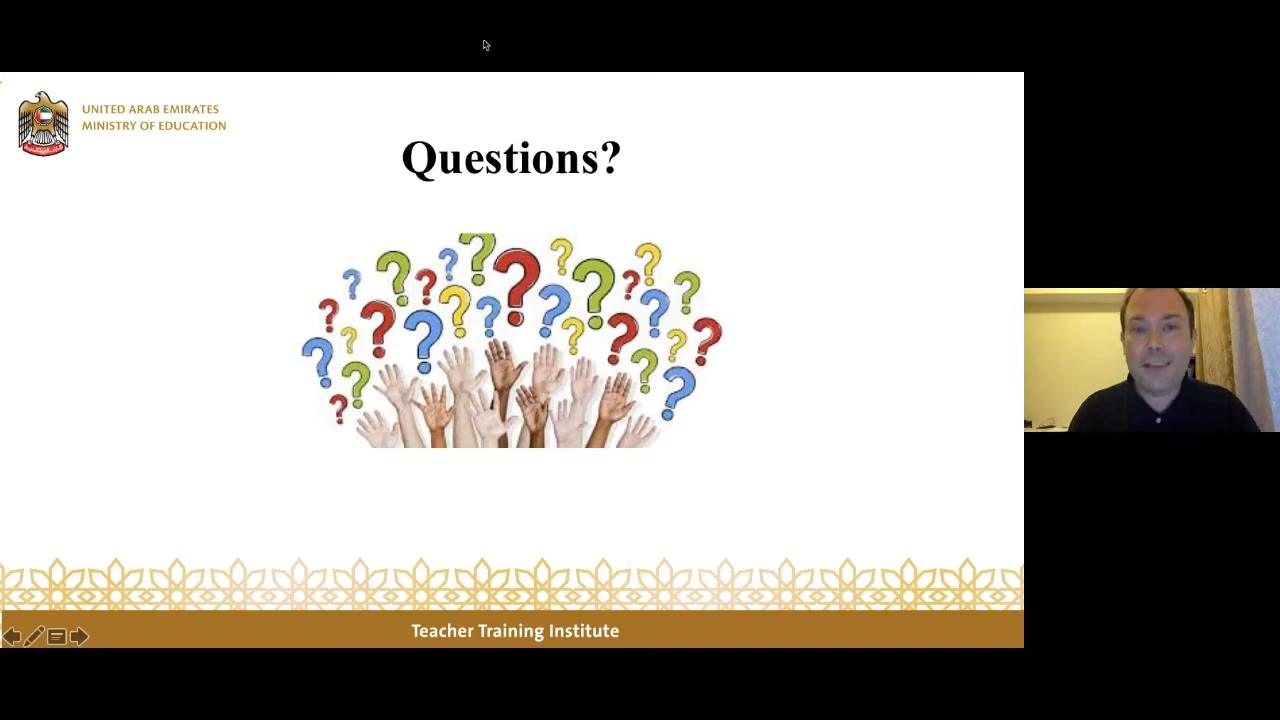 UNITED ARAB EMIRATES
MINISTRY OF EDUCATION
Questions?
Teacher Training Institute